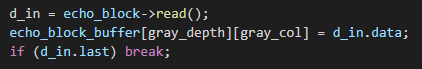 d_in = echo_block->read();
echo_block_buffer[gray_depth][gray_col] = d_in.data;
if (d_in.last) break;